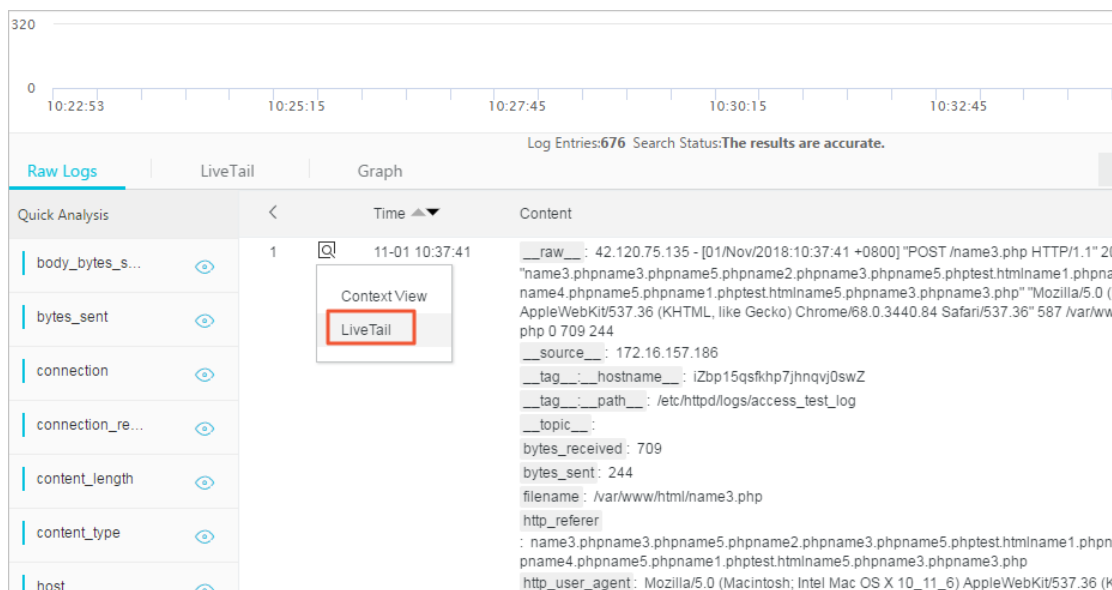 320
0
10:22:53 10:25:15 10:27:45 10:30:15 10:32:45
Log Entries:676 Search Status:The results are accurate.
Raw Logs LiveTail Graph
Quick Analysis
body_bytes_s...
bytes_sent
connection
connection_re...
content_length
content_type
host
Time Content
1 11-01 10:37:41
Context View
LiveTail
__raw__ : 42.120.75.135 - [01/Nov/2018:10:37:41 +0800] "POST /name3.php HTTP/1.1" 20
"name3.phpname3.phpname5.phpname2.phpname3.phpname5.phptest.htmlname1.phpna
name4.phpname5.phpname1.phptest.htmlname5.phpname3.phpname3.php" "Mozilla/5.0 (
AppleWebKit/537.36 (KHTML, like Gecko) Chrome/68.0.3440.84 Safari/537.36" 587 /var/ww
php 0 709 244
__source__ : 172.16.157.186
__tag__:__hostname__ : iZbp15qsfkhp7jhnqvj0swZ
__tag__:__path__ : /etc/httpd/logs/access_test_log
__topic__ :
bytes_received : 709
bytes_sent : 244
filename : /var/www/html/name3.php
http_referer
: name3.phpname3.phpname5.phpname2.phpname3.phpname5.phptest.htmlname1.phpn
pname4.phpname5.phpname1.phptest.htmlname5.phpname3.phpname3.php
http_user_agent : Mozilla/5.0 (Macintosh; Intel Mac OS X 10_11_6) AppleWebKit/537.36 (K